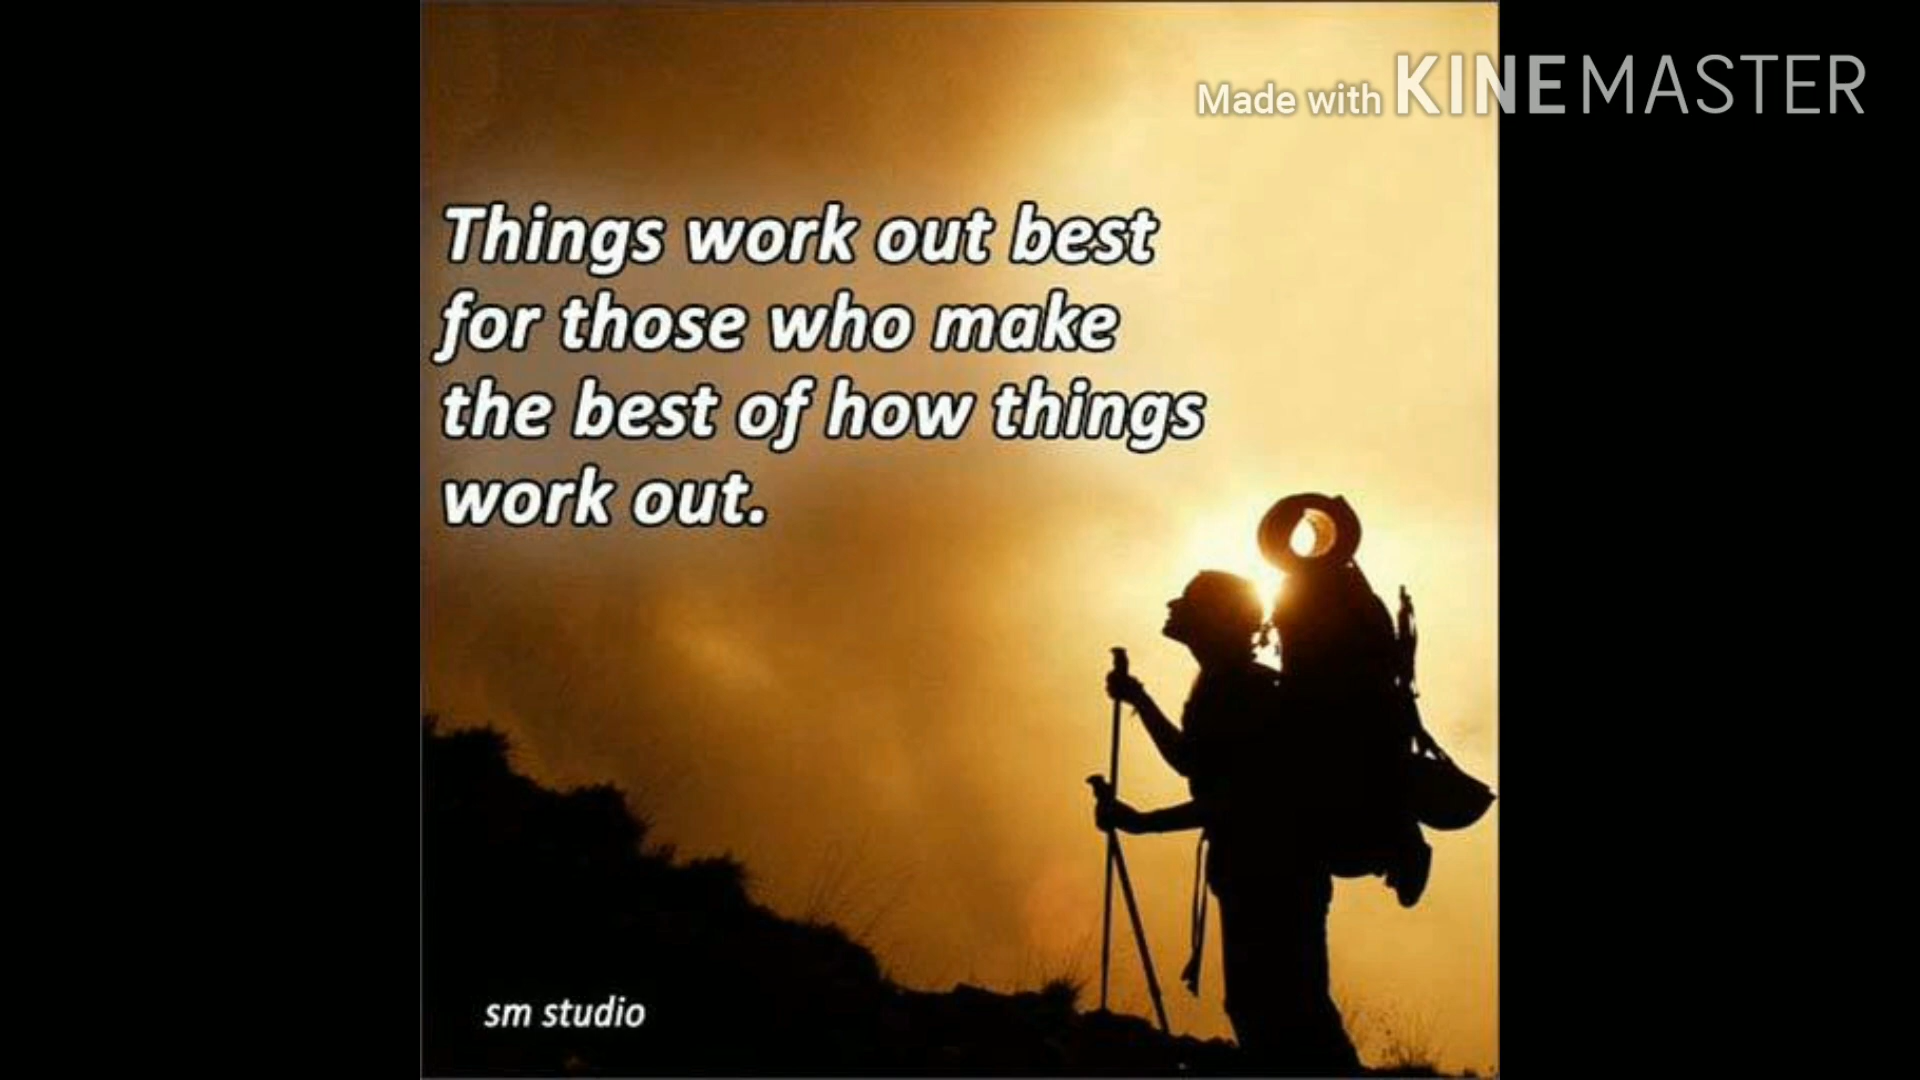 Made with KINEMASTER
Things work out best
for those who make
the best of how things
work out.
sm studio